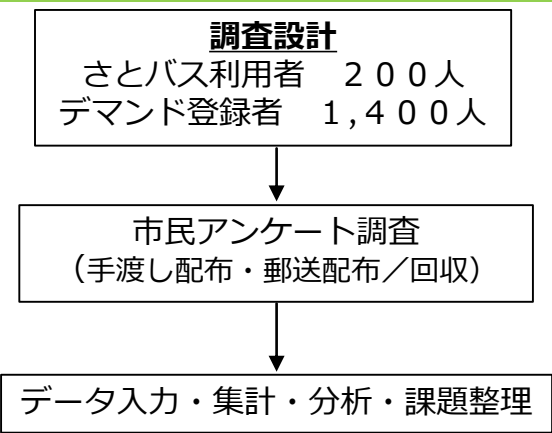 調査設計
さとバス利用者　２００人
デマンド登録者　１,４００人
市民アンケート調査
（手渡し配布・郵送配布／回収）
データ入力・集計・分析・課題整理